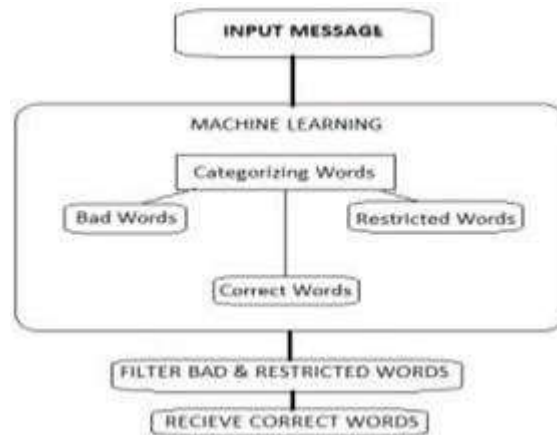 INPUT MESSAGE
MACHINE LEARNING
Categorizing Words
Bad Words
Restricted Words
Correct Words
FILTER BAD & RESTRICTED WORDS
RECIEVE CORRECT WORDS